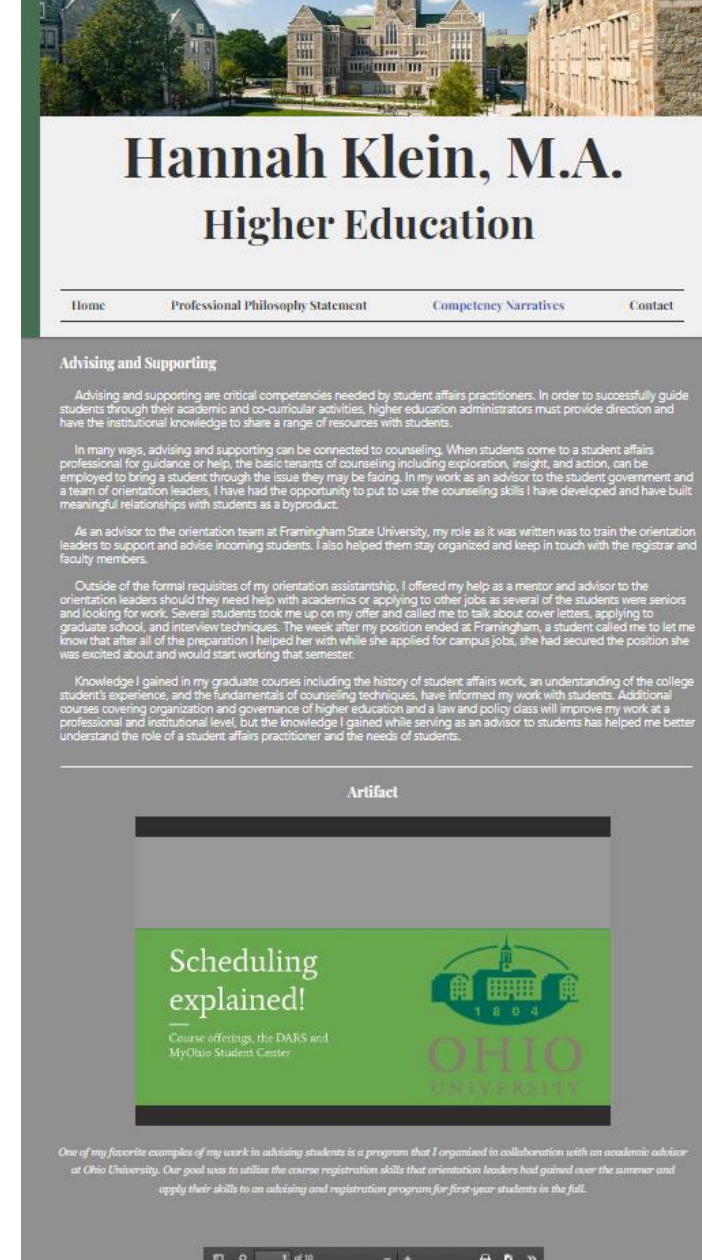 Hannah Klein, M.A.
Higher Education
Home Professional Philosophy Statement Competency Narratives Contact
Advising and Supporting
Advising and supporting are critical competencies needed by student affairs practitioners. In order to successfully guide
students through their academic and co-curricular activities, higher education administrators must provide direction and
have the institutional knowledge to share a range of resources with students.
In many ways, advising and supporting can be connected to counseling. When students come to a student affairs
professional for guidance or help, the basic tenants of counseling including exploration, insight, and action, can be
employed to bring a student through the issue they may be facing. In my work as an advisor to the student government and
a team of orientation leaders, I have had the opportunity to put to use the counseling skills I have developed and have built
meaningful relationships with students as a byproduct.
As an advisor to the orientation team at Framingham State University, my role as it was written was to train the orientation
leaders to support and advise incoming students. I also helped them stay organized and keep in touch with the registrar and
faculty members.
Outside of the formal requisites of my orientation assistantship, I offered my help as a mentor and advisor to the
orientation leaders should they need help with academics or applying to other jobs as several of the students were seniors
and looking for work. Several students took me up on my offer and called me to talk about cover letters, applying to
graduate school, and interview techniques. The week after my position ended at Framingham, a student called me to let me
know that after all of the preparation I helped her with while she applied for campus jobs, she had secured the position she
was excited about and would start working that semester.
Knowledge I gained in my graduate courses including the history of student affairs work, an understanding of the college
student's experience, and the fundamentals of counseling techniques, have informed my work with students. Additional
courses covering organization and governance of higher education and a law and policy class will improve my work at a
professional and institutional level, but the knowledge I gained while serving as an advisor to students has helped me better
understand the role of a student affairs practitioner and the needs of students.
Artifact
Scheduling
explained!
Course offerings, the DARS and
MyOhio Student Center
1804
OHIO
UNIVERSITY
One of my favorite examples of my work in advising students is a program that I organized in collaboration with an academic advisor
at Ohio University. Our goal was to utilize the course registration skills that orientation leaders had gained over the summer and
apply their skills to an advising and registration program for first-year students in the fall.
1 of 10